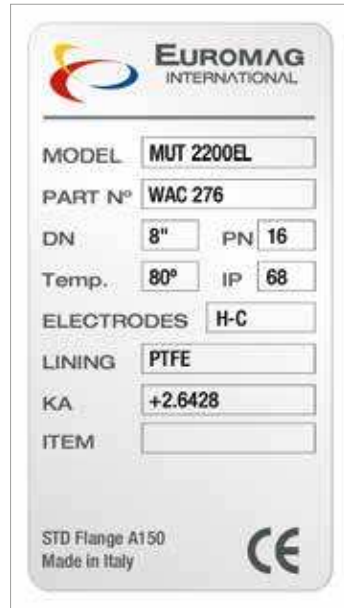 EUROMAG
INTERNATIONAL
MODEL MUT 2200EL
PART Nº WAC 276
DN 8" PN 16
Temp. 80º IP 68
ELECTRODES H-C
LINING PTFE
KA +2.6428
ITEM
STD Flange A150
Made in Italy CE